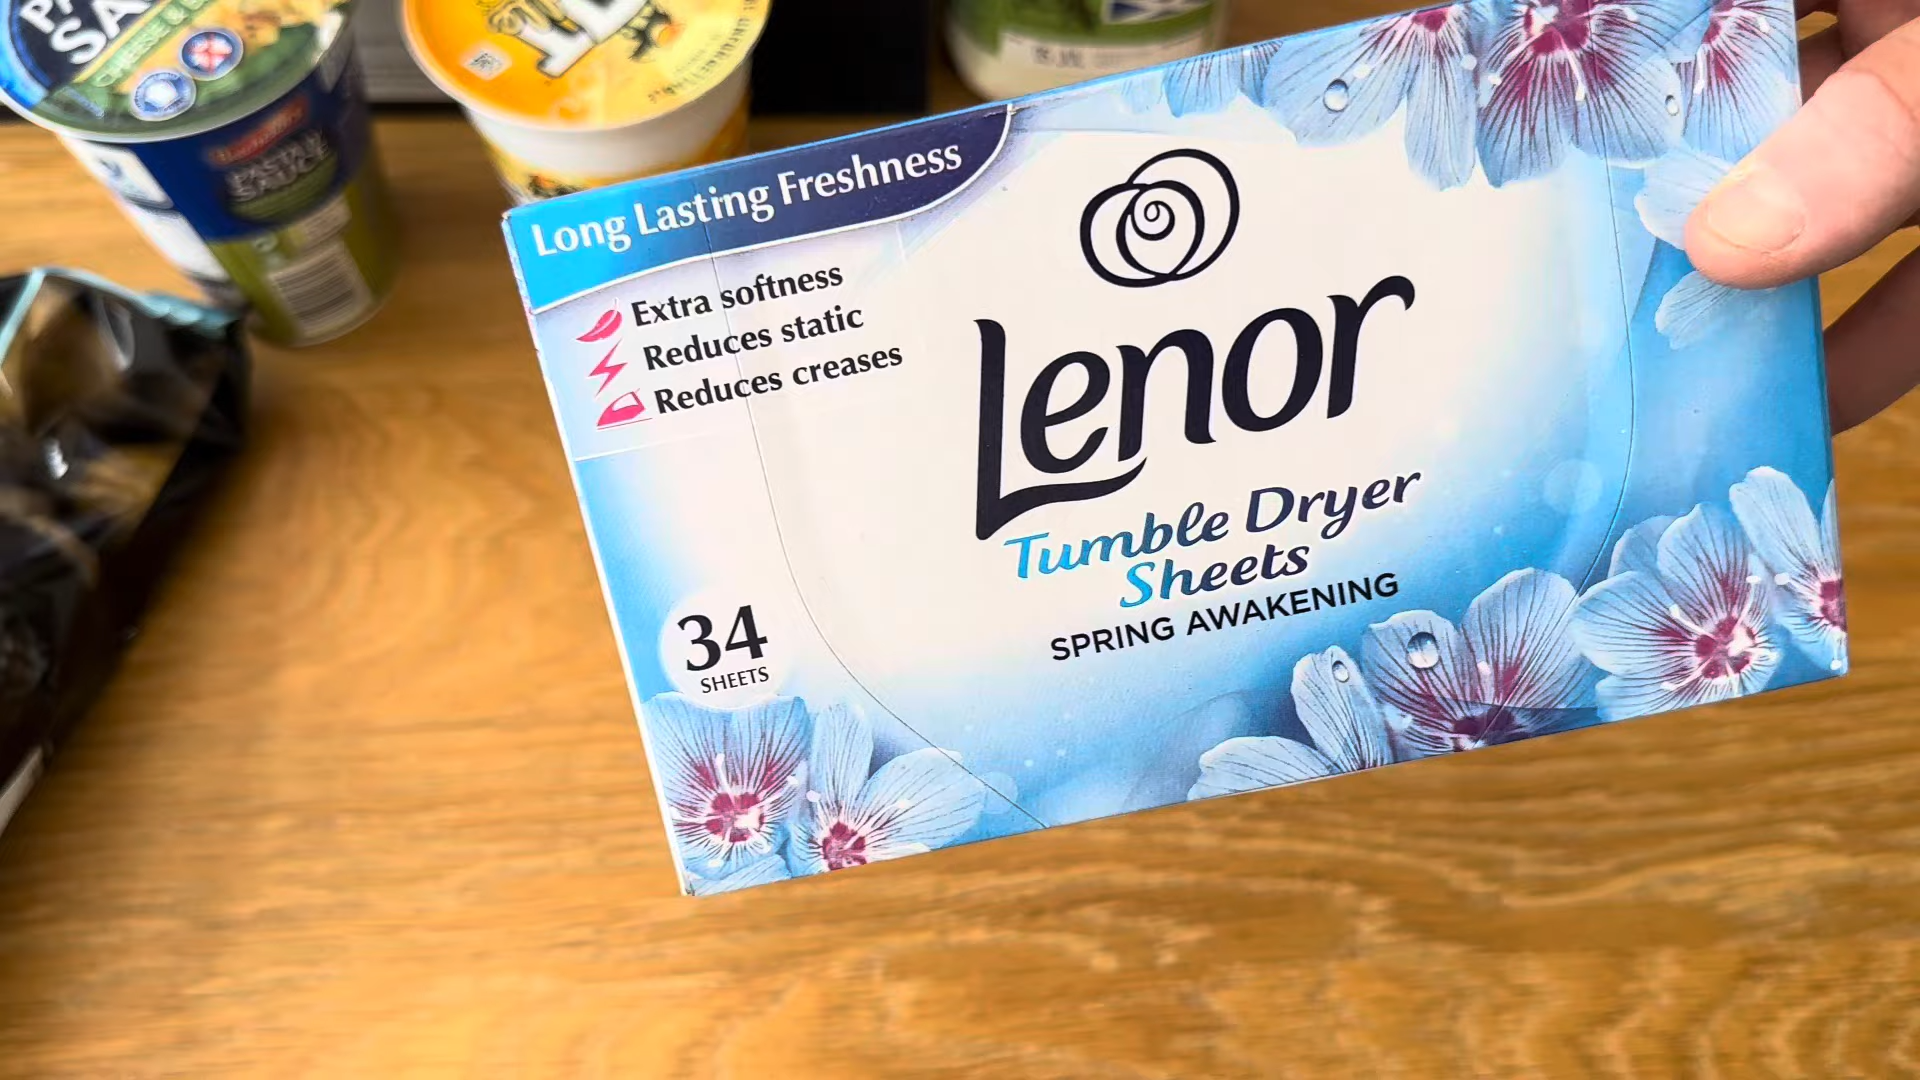 CHEESE & B
PASTA
SAUCE
Long Lasting Freshness
Extra softness
Reduces static
Reduces creases
Lenor
Tumble Dryer
Sheets
SPRING AWAKENING
34
SHEETS